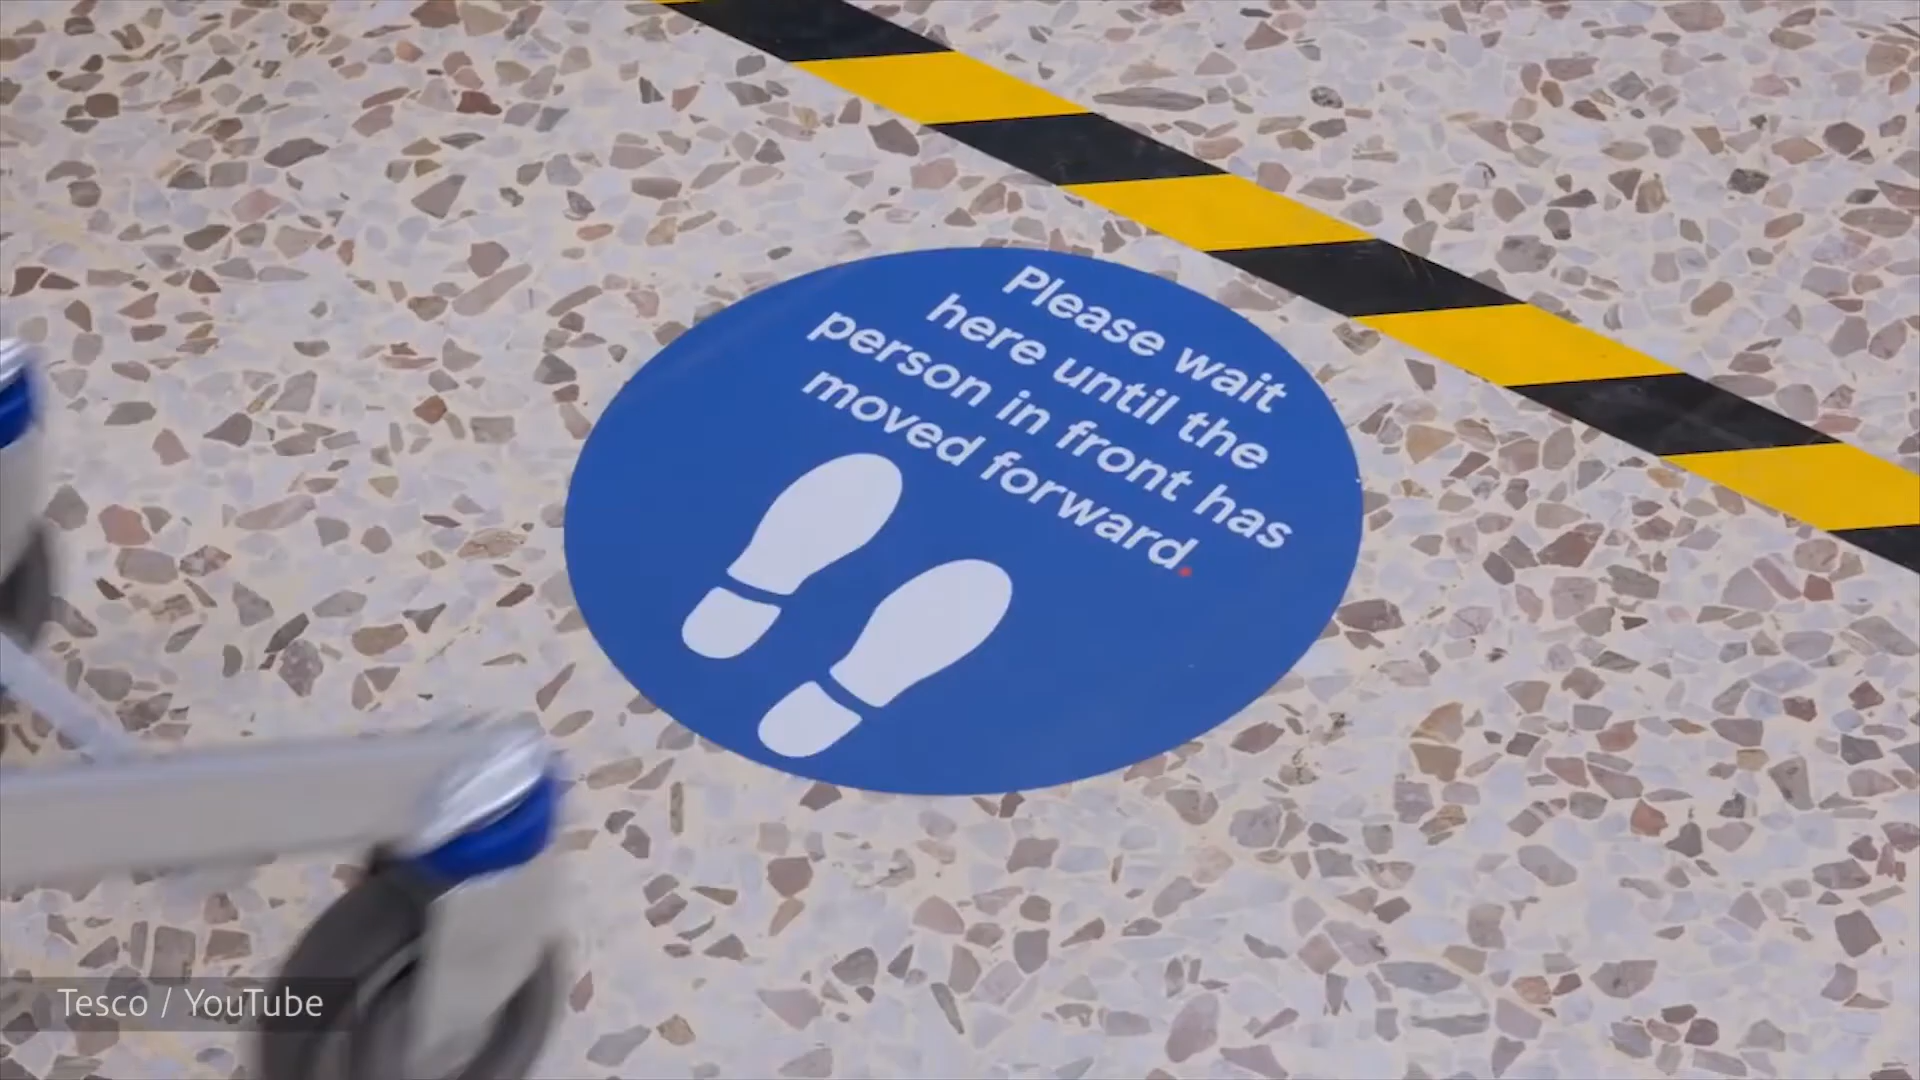 Please wait
here until the
person in front has
moved forward.
Tesco / YouTube